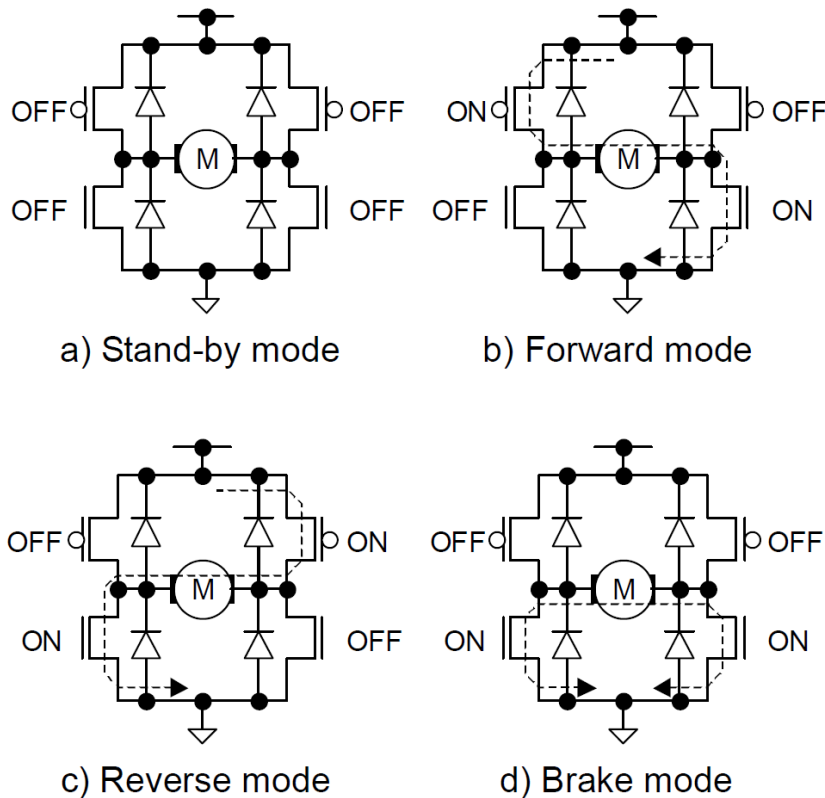 OFF OFF
M
OFF OFF
a) Stand-by mode
ON OFF
M
OFF ON
b) Forward mode
OFF ON
M
ON OFF
c) Reverse mode
OFF OFF
M
ON ON
d) Brake mode